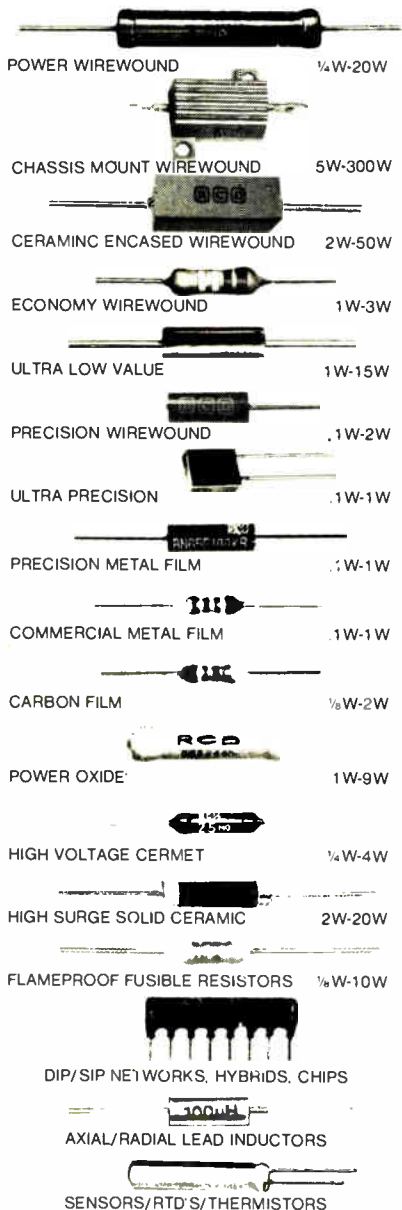 POWER WIREWOUND ¼W-20W
CHASSIS MOUNT WIREWOUND 5W-300W
RCD
CERAMINC ENCASED WIREWOUND 2W-50W
ECONOMY WIREWOUND 1W-3W
ULTRA LOW VALUE 1W-15W
RCD
PRECISION WIREWOUND .1W-2W
ULTRA PRECISION .1W-1W
PRECISION METAL FILM .1W-1W
COMMERCIAL METAL FILM .1W-1W
CARBON FILM ⅛W-2W
RCD
POWER OXIDE 1W-9W
HIGH VOLTAGE CERMET ¼W-4W
HIGH SURGE SOLID CERAMIC 2W-20W
FLAMEPROOF FUSIBLE RESISTORS ⅛W-10W
DIP/SIP NETWORKS, HYBRIDS, CHIPS
100µH
AXIAL/RADIAL LEAD INDUCTORS
SENSORS/RTD'S/THERMISTORS